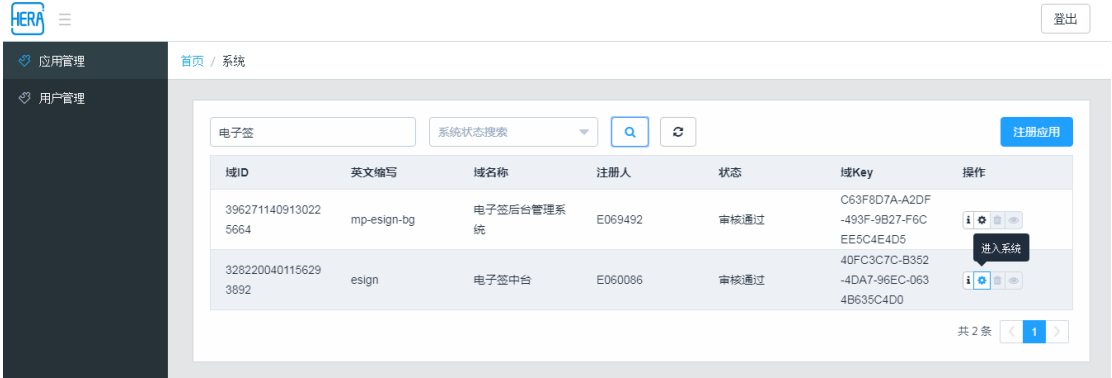 HERA
登出
应用管理
首页 / 系统
用户管理
电子签
系统状态搜索
注册应用
域ID 英文缩写 域名称 注册人 状态 域Key 操作
396271140913022
5664
mp-esign-bg
电子签后台管理系
统
E069492
审核通过
C63F8D7A-A2DF
-493F-9B27-F6C
EE5C4E4D5
进入系统
328220040115629
3892
esign
电子签中台
E060086
审核通过
40FC3C7C-B352
-4DA7-96EC-063
4B635C4D0
共 2 条 1